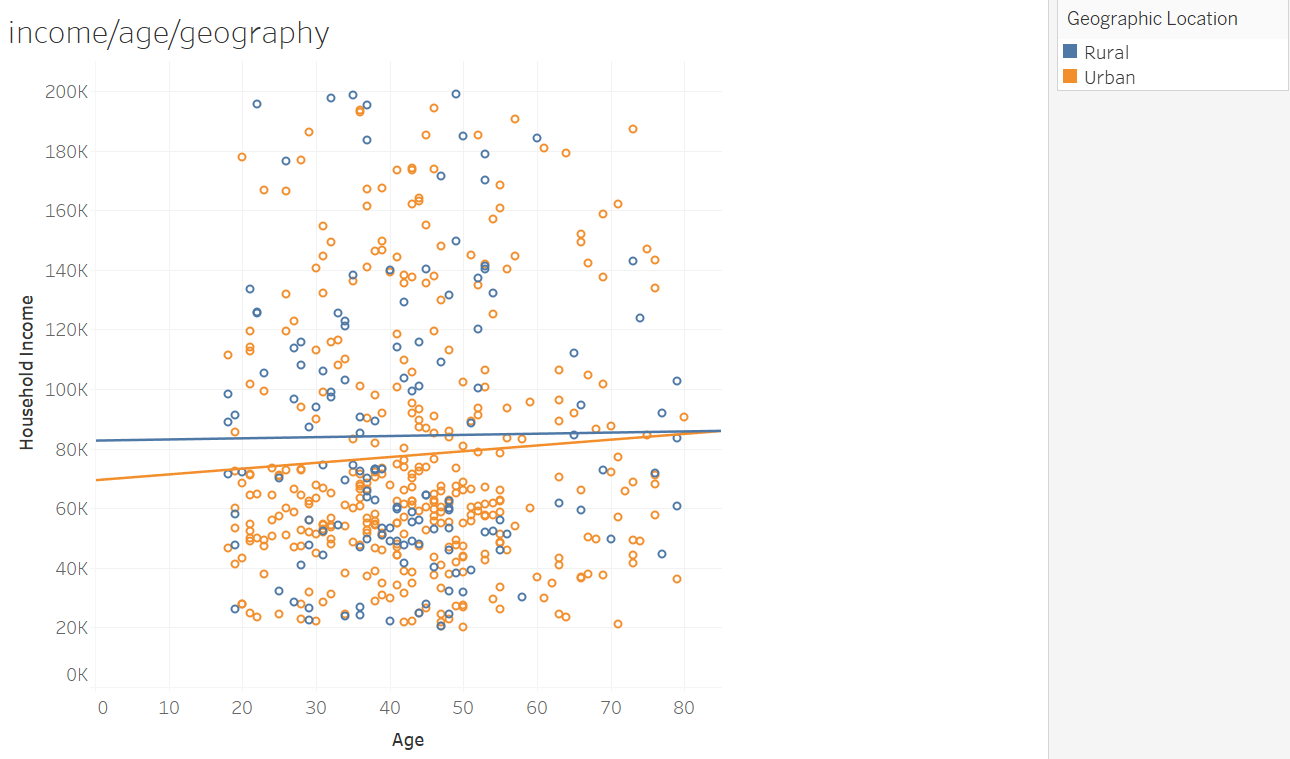 income/age/geography
Geographic Location
Rural
Urban
Household Income
200K
180K
160K
140K
120K
100K
80K
60K
40K
20K
0K
0 10 20 30 40 50 60 70 80
Age